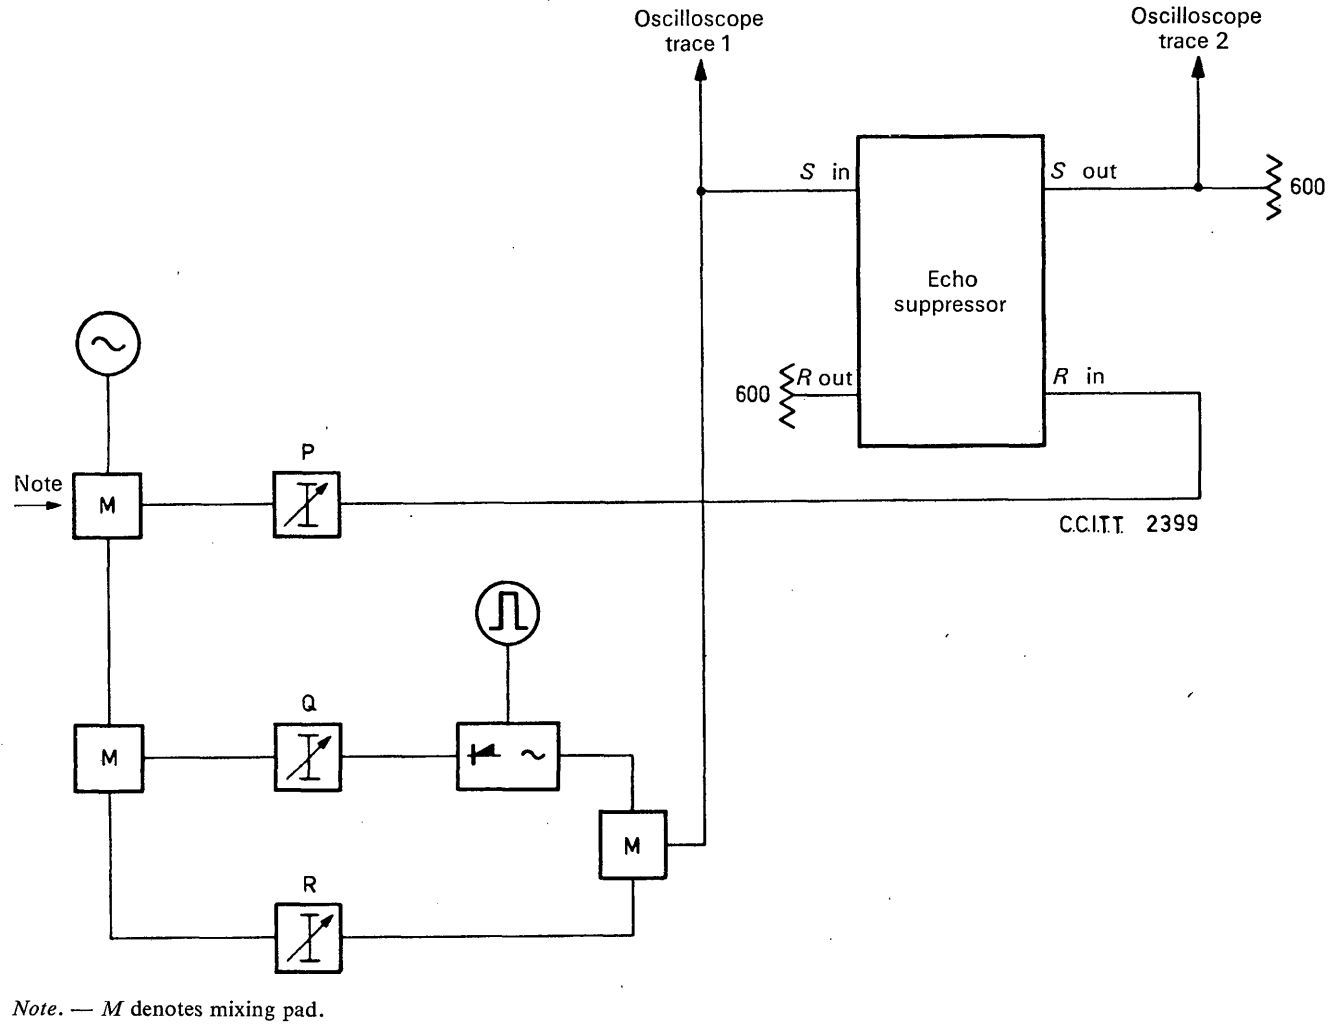 Oscilloscope
trace 1
Oscilloscope
trace 2
S in
S out
600
Echo
suppressor
600
R out
R in
Note
M
P
C.C.I.T.T. 2399
Q
M
M
R
Note. — M denotes mixing pad.